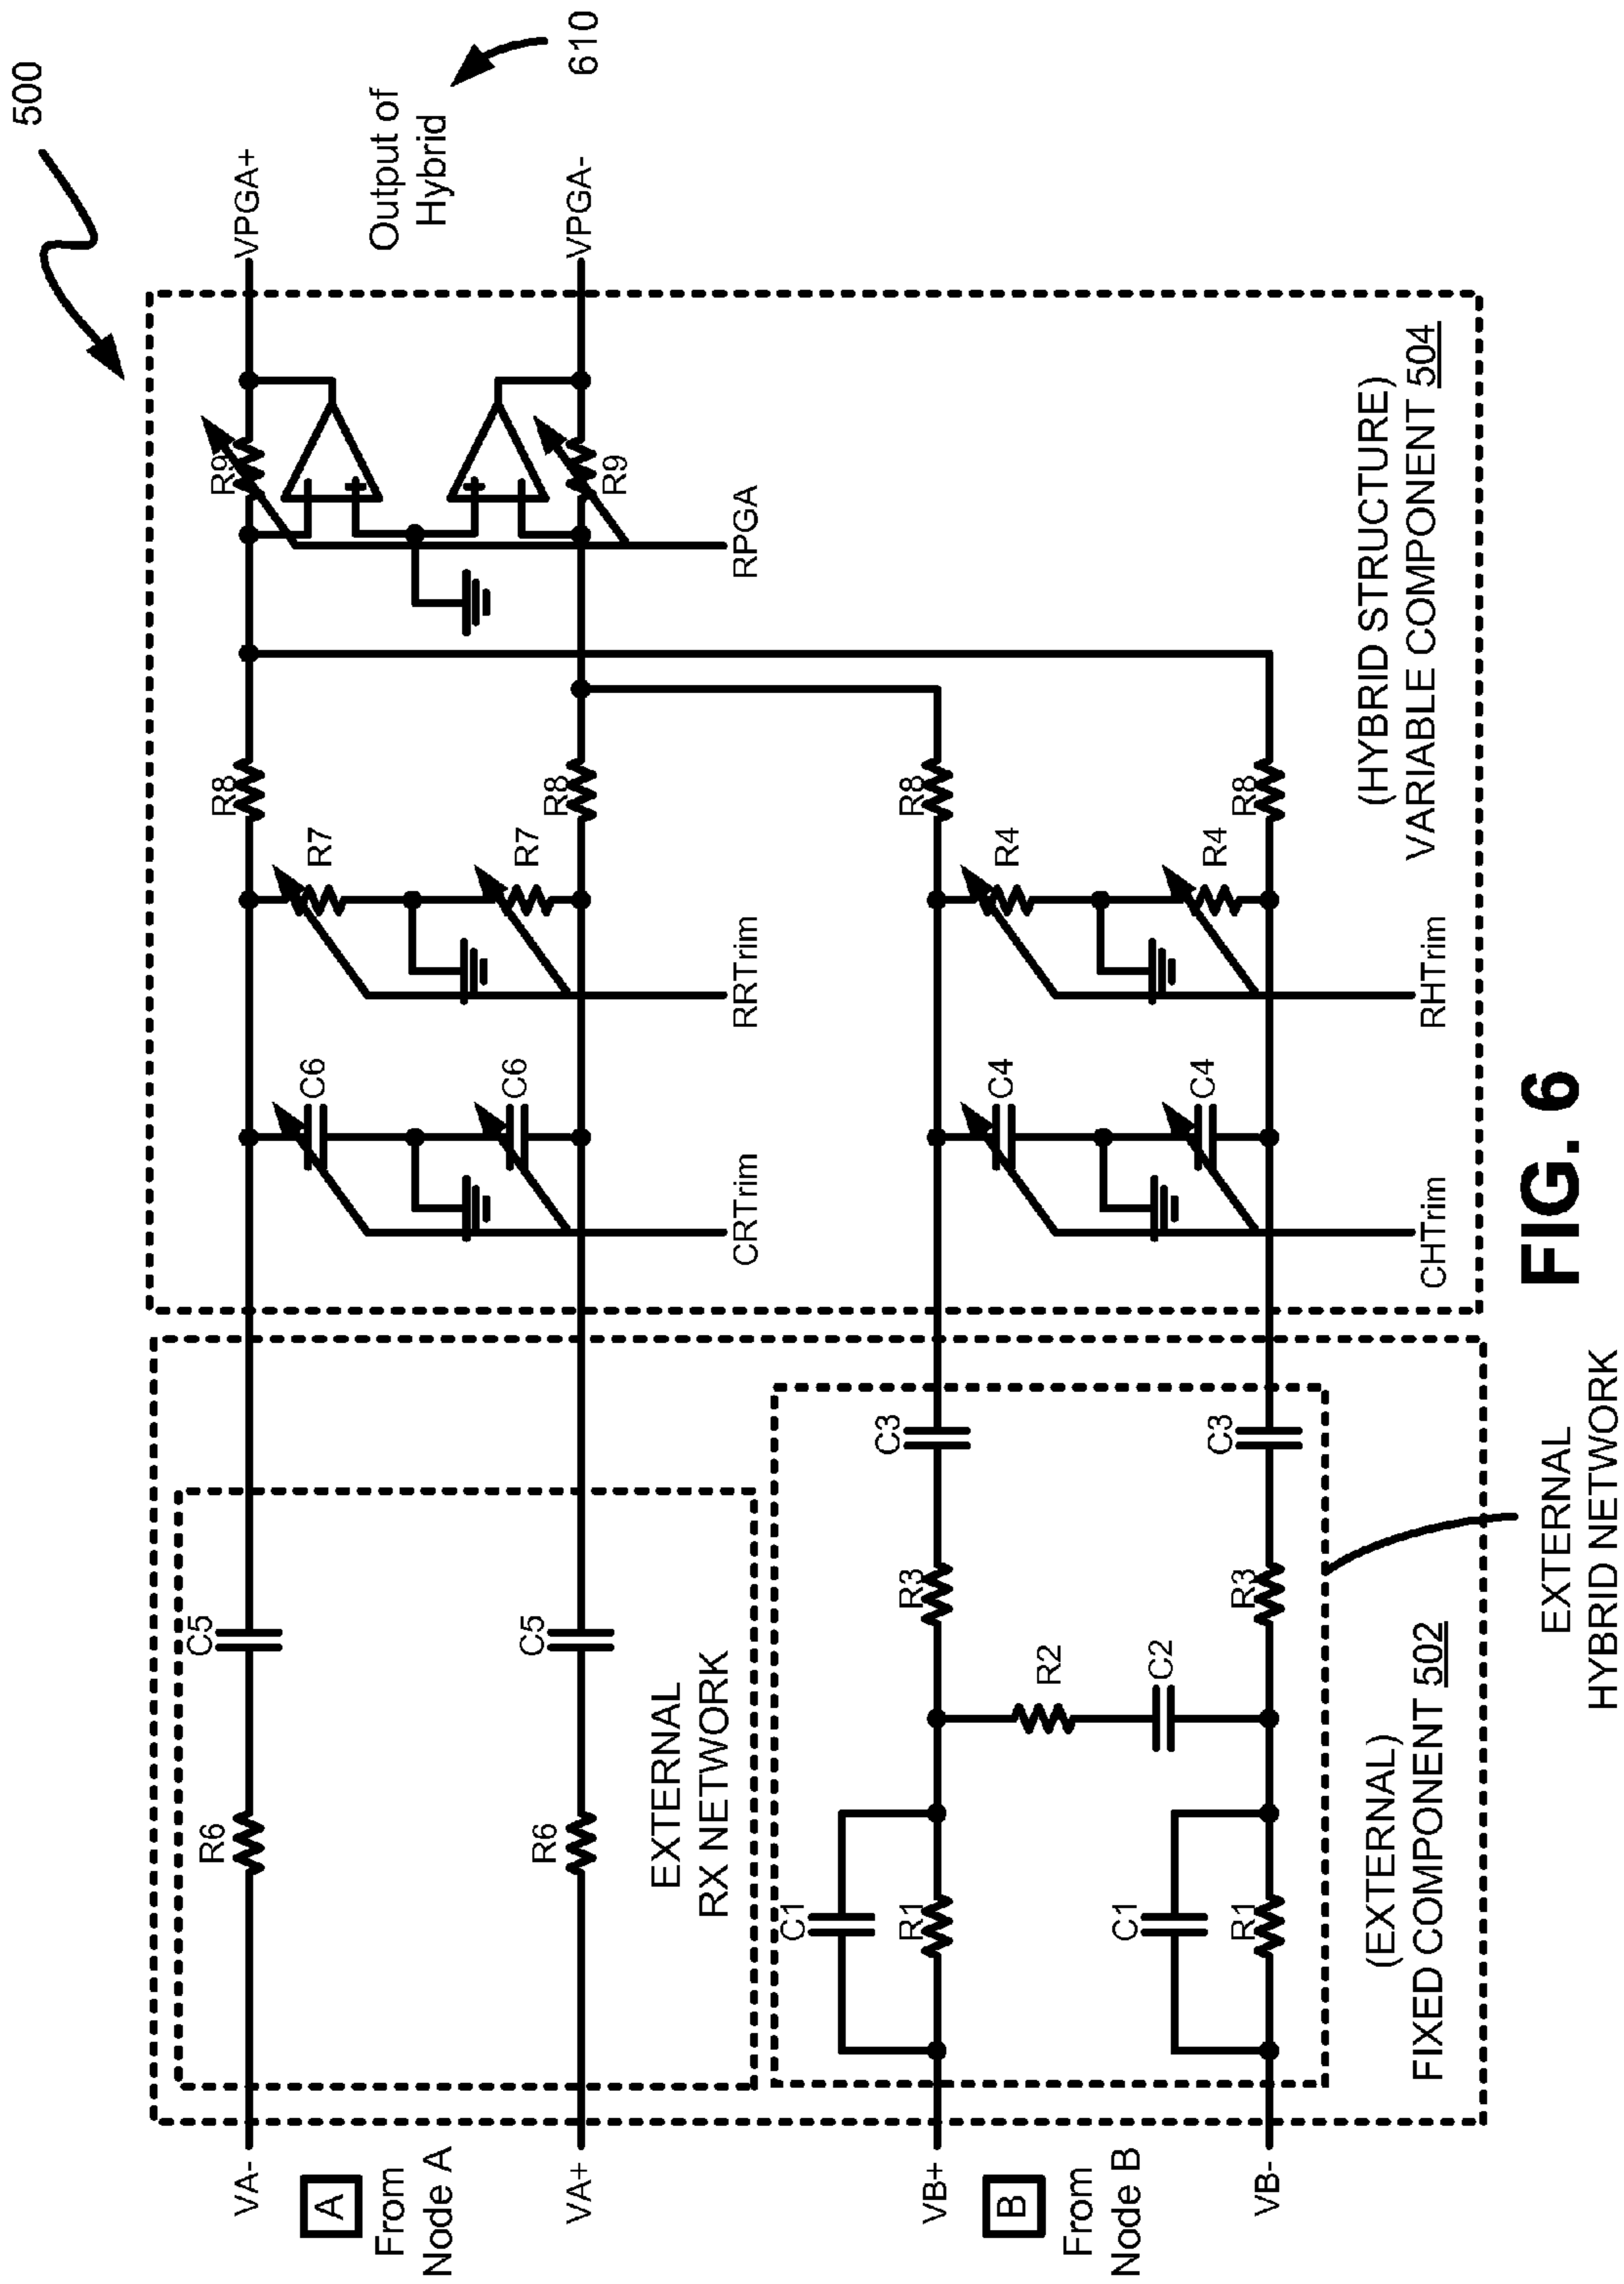 500
VPGA+
Output of
Hybrid
610
VPGA-
R9
R9
RPGA
R8
R8
R7
R7
RRTrim
C6
C6
CRTrim
R8
R8
R4
R4
RHTrim
C4
C4
CHTrim
(HYBRID STRUCTURE)
VARIABLE COMPONENT 504
VA-
A
From
Node A
VA+
R6
C5
R6
C5
EXTERNAL
RX NETWORK
VB+
B
From
Node B
VB-
C1
R1
C1
R1
R2
C2
R3
C3
R3
C3
(EXTERNAL)
FIXED COMPONENT 502
EXTERNAL
HYBRID NETWORK
FIG. 6